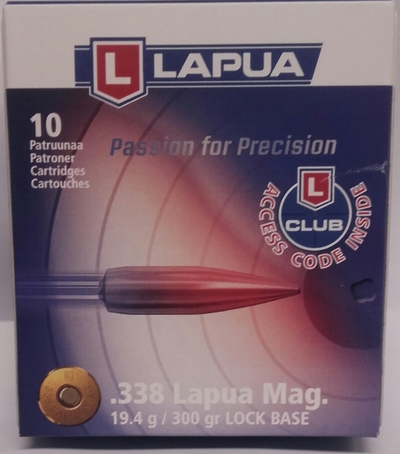 L LAPUA
10
Patruunaa
Patroner
Cartridges
Cartouches
Passion for Precision
L
CLUB
ACCESS CODE INSIDE
.338 Lapua Mag.
19.4 g / 300 gr LOCK BASE